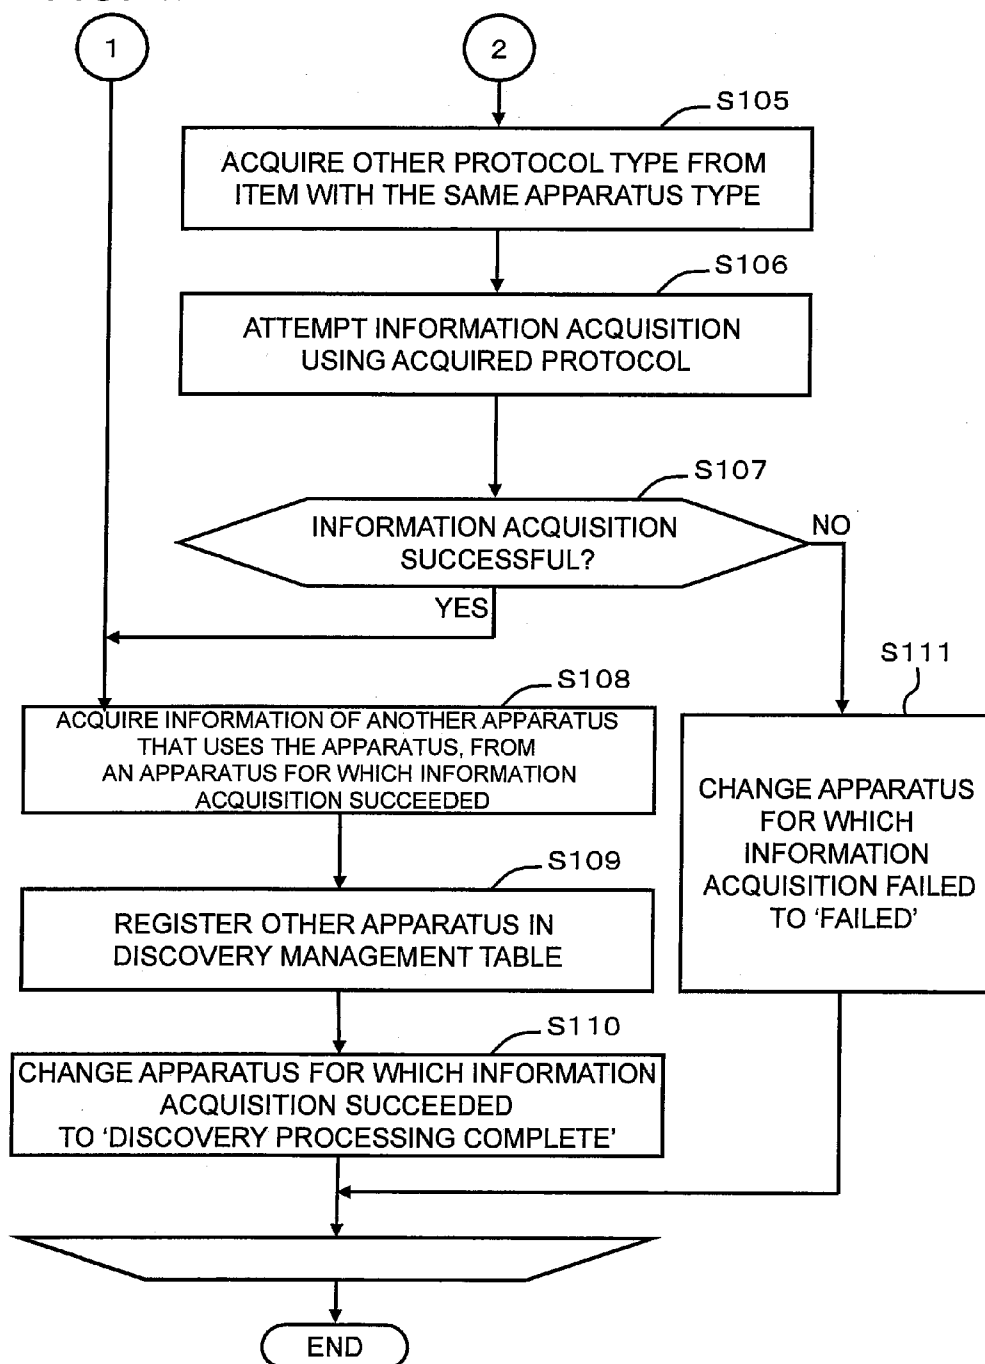 1
2
S105
ACQUIRE OTHER PROTOCOL TYPE FROM
ITEM WITH THE SAME APPARATUS TYPE
S106
ATTEMPT INFORMATION ACQUISITION
USING ACQUIRED PROTOCOL
S107
INFORMATION ACQUISITION
SUCCESSFUL?
NO
YES
S108
ACQUIRE INFORMATION OF ANOTHER APPARATUS
THAT USES THE APPARATUS, FROM
AN APPARATUS FOR WHICH INFORMATION
ACQUISITION SUCCEEDED
S111
CHANGE APPARATUS
FOR WHICH
INFORMATION
ACQUISITION FAILED
TO ‘FAILED’
S109
REGISTER OTHER APPARATUS IN
DISCOVERY MANAGEMENT TABLE
S110
CHANGE APPARATUS FOR WHICH INFORMATION
ACQUISITION SUCCEEDED
TO ‘DISCOVERY PROCESSING COMPLETE’
END